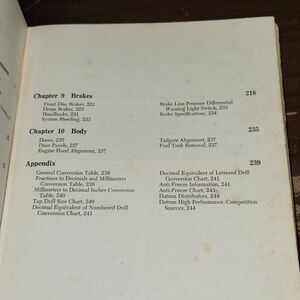 Chapter 9 Brakes 218
Front Disc Brakes, 221
Drum Brakes, 225
Handbrake, 231
System Bleeding, 233
Brake Line Pressure Differential
Warning Light Switch, 233
Brake Specifications, 234
Chapter 10 Body 235
Doors, 235
Door Panels, 237
Engine Hood Alignment, 237
Tailgate Alignment, 237
Fuel Tank Removal, 237
Appendix 239
General Conversion Table, 239
Fractions to Decimals and Millimeters
Conversion Table, 239
Millimeters to Decimal Inches Conversion
Table, 240
Tap Drill Size Chart, 240
Decimal Equivalent of Numbered Drill
Conversion Chart, 241
Decimal Equivalent of Lettered Drill
Conversion Chart, 241
Anti-Freeze Information, 241
Anti-Freeze Chart, 243
Datsun Distributors, 244
Datsun High Performance/Competition
Sources, 244